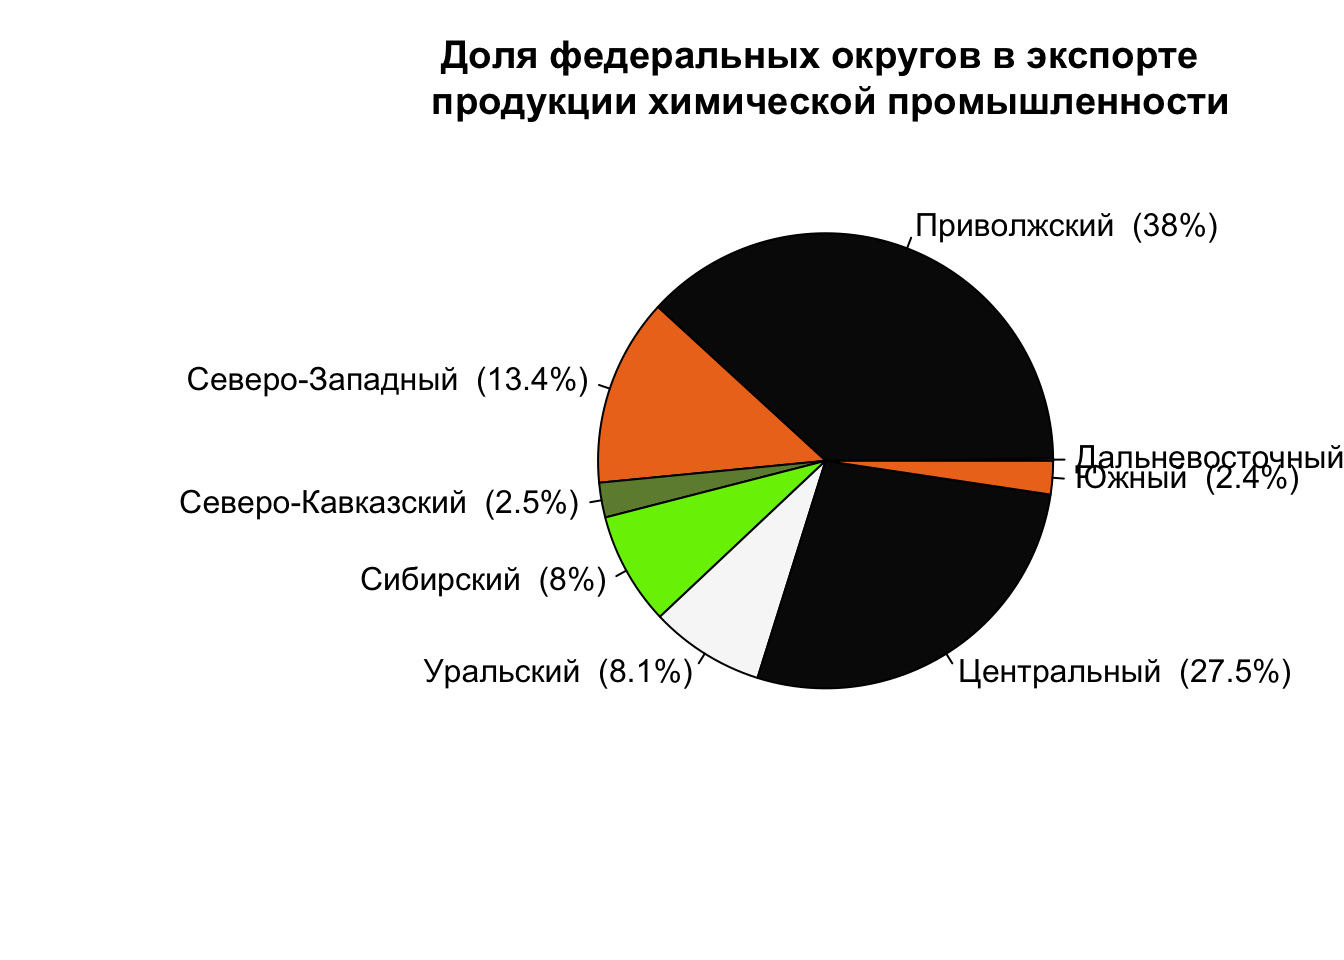 Доля федеральных округов в экспорте
продукции химической промышленности
Приволжский (38%)
Северо-Западный (13.4%)
Дальневосточный
Южный (2.4%)
Северо-Кавказский (2.5%)
Сибирский (8%)
Уральский (8.1%)
Центральный (27.5%)